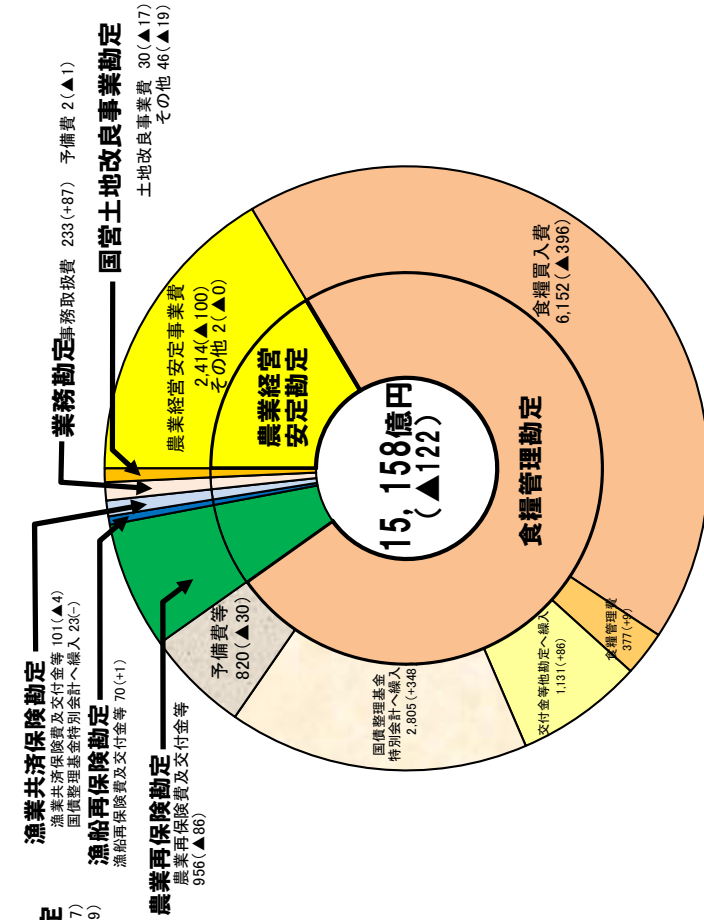 定
7)
9)
漁業共済保険勘定
漁業共済保険費及交付金等 101(▲4)
国債整理基金特別会計へ繰入 23(-)
漁船再保険勘定
漁船再保険費及交付金等 70(+1)
農業再保険勘定
農業再保険費及交付金等
956(▲86)
業務勘定
事務取扱費 233(+87) 予備費 2(▲1)
国営土地改良事業勘定
土地改良事業費 30(▲17)
その他 46(▲19)
農業経営安定事業費
2,414(▲100)
その他 2(▲0)
農業経営
安定勘定
15,158億円
(▲122)
食糧管理勘定
食糧買入費
6,152(▲396)
食糧管理費
377(+9)
交付金等他勘定へ繰入
1,131(+86)
国債整理基金
特別会計へ繰入
2,805(+348)
予備費等
820(▲30)